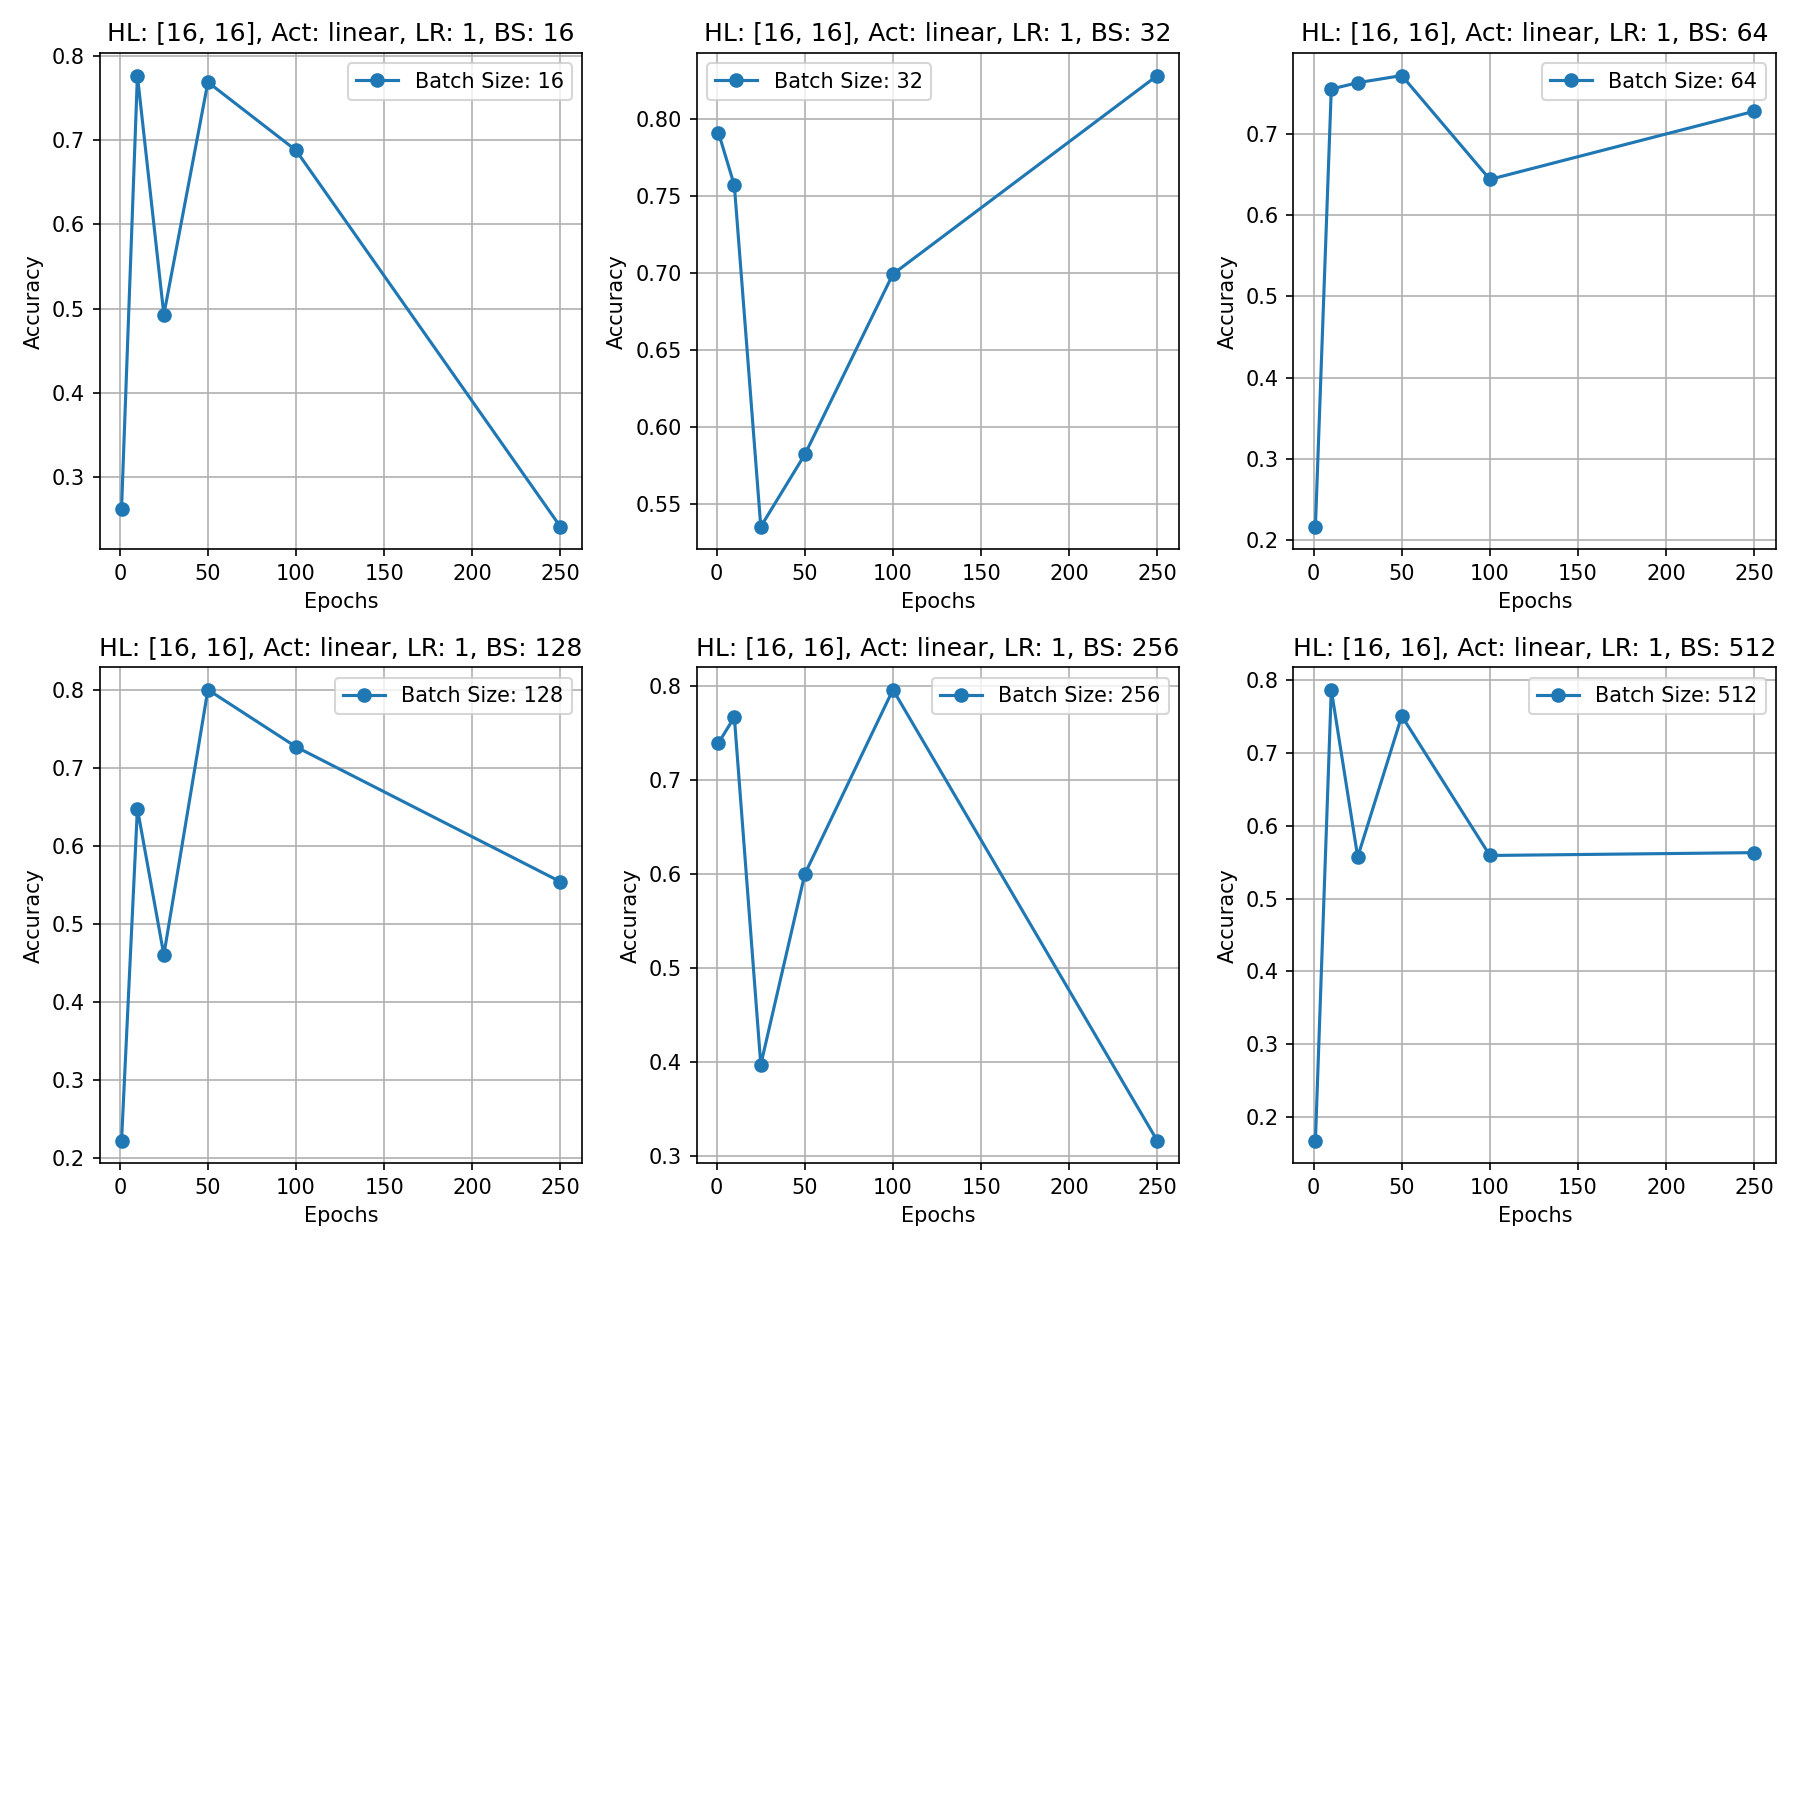 HL: [16, 16], Act: linear, LR: 1, BS: 16
Batch Size: 16
Accuracy
0.8
0.7
0.6
0.5
0.4
0.3
0 50 100 150 200 250
Epochs
HL: [16, 16], Act: linear, LR: 1, BS: 32
Batch Size: 32
Accuracy
0.80
0.75
0.70
0.65
0.60
0.55
0 50 100 150 200 250
Epochs
HL: [16, 16], Act: linear, LR: 1, BS: 64
Batch Size: 64
Accuracy
0.7
0.6
0.5
0.4
0.3
0.2
0 50 100 150 200 250
Epochs
HL: [16, 16], Act: linear, LR: 1, BS: 128
Batch Size: 128
Accuracy
0.8
0.7
0.6
0.5
0.4
0.3
0.2
0 50 100 150 200 250
Epochs
HL: [16, 16], Act: linear, LR: 1, BS: 256
Batch Size: 256
Accuracy
0.8
0.7
0.6
0.5
0.4
0.3
0 50 100 150 200 250
Epochs
HL: [16, 16], Act: linear, LR: 1, BS: 512
Batch Size: 512
Accuracy
0.8
0.7
0.6
0.5
0.4
0.3
0.2
0 50 100 150 200 250
Epochs